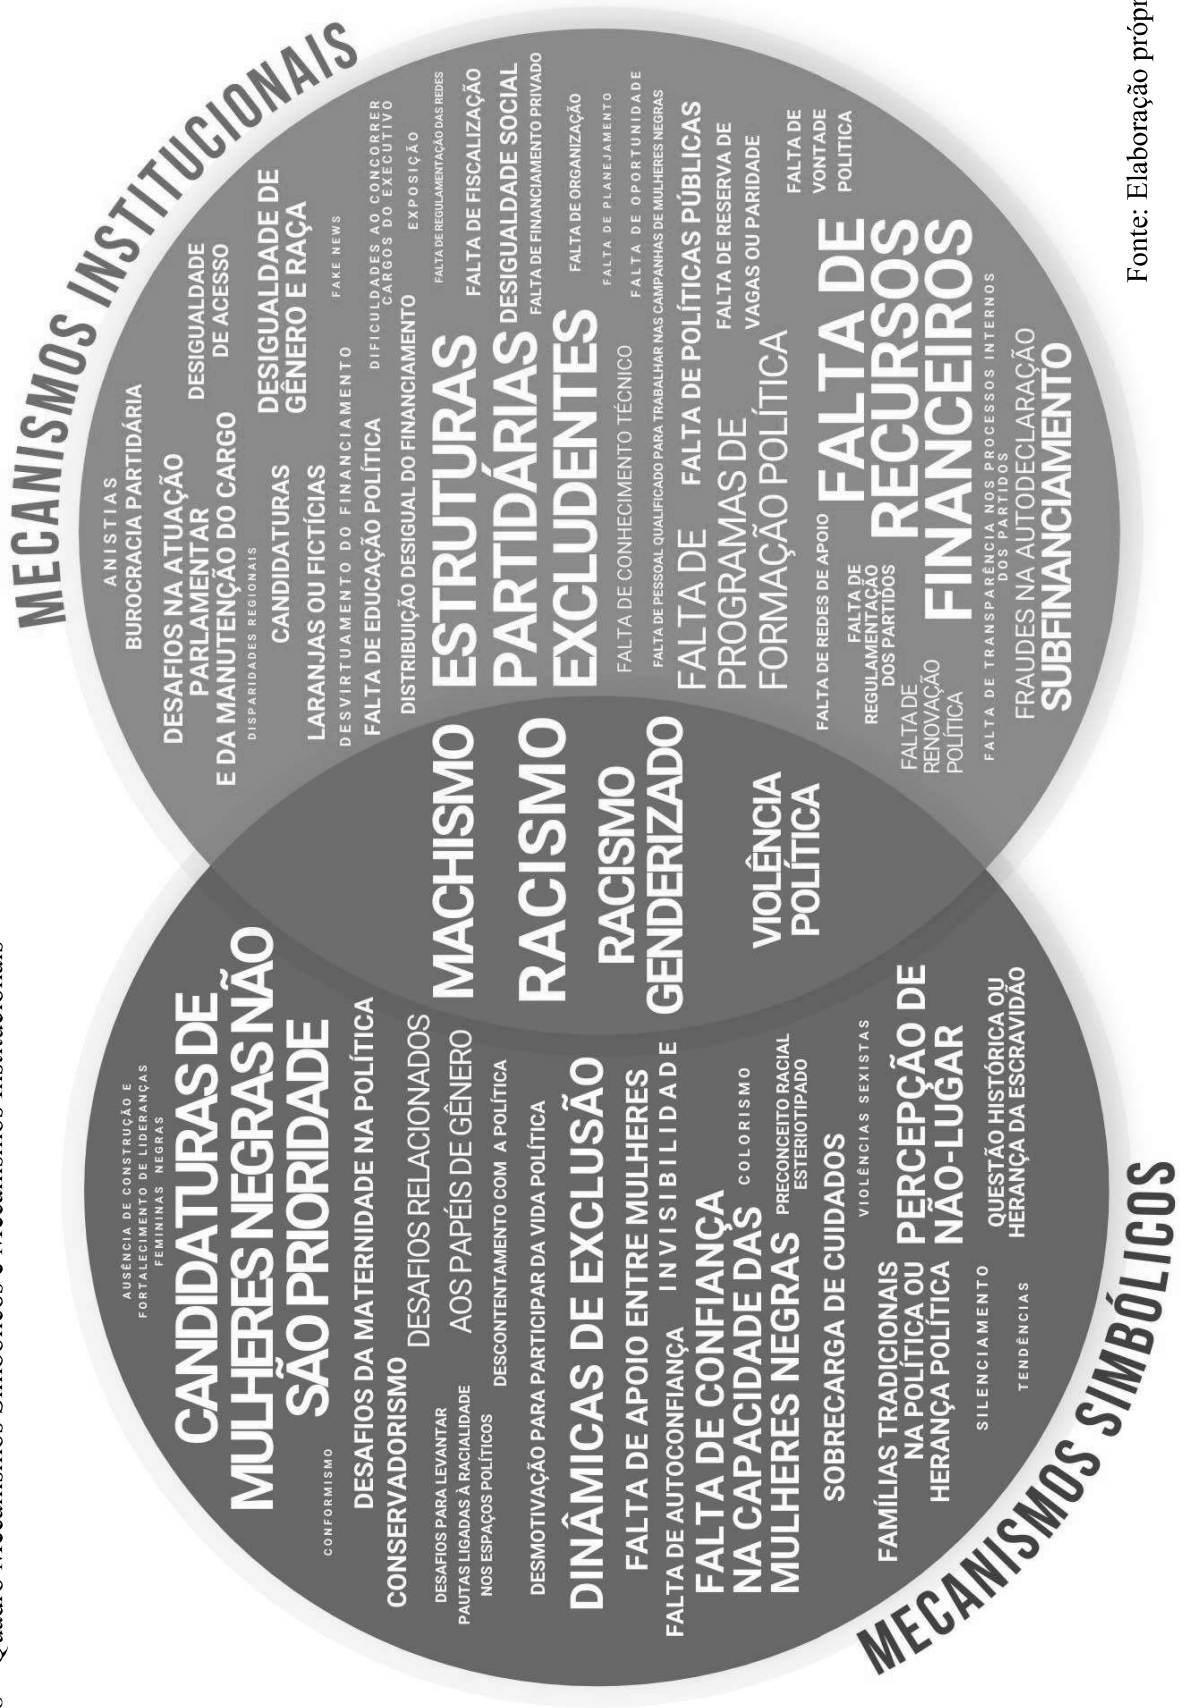 Quadro Mecanismos Simbólicos e Mecanismos Institucionais
MECANISMOS SIMBÓLICOS
AUSÊNCIA DE CONSTRUÇÃO E
FORTALECIMENTO DE LIDERANÇAS
FEMININAS NEGRAS
CANDIDATURAS DE
MULHERES NEGRAS NÃO
SÃO PRIORIDADE
CONFORMISMO
DESAFIOS DA MATERNIDADE NA POLÍTICA
CONSERVADORISMO
DESAFIOS RELACIONADOS
AOS PAPÉIS DE GÊNERO
DESAFIOS PARA LEVANTAR
PAUTAS LIGADAS À RACIALIDADE
NOS ESPAÇOS POLÍTICOS
DESCONTENTAMENTO COM A POLÍTICA
DESMOTIVAÇÃO PARA PARTICIPAR DA VIDA POLÍTICA
DINÂMICAS DE EXCLUSÃO
FALTA DE APOIO ENTRE MULHERES
FALTA DE AUTOCONFIANÇA
INVISIBILIDADE
FALTA DE CONFIANÇA
NA CAPACIDADE DAS
MULHERES NEGRAS
COLORISMO
PRECONCEITO RACIAL
ESTERIOTIPADO
SOBRECARGA DE CUIDADOS
VIOLÊNCIAS SEXISTAS
FAMÍLIAS TRADICIONAIS
NA POLÍTICA OU
HERANÇA POLÍTICA
PERCEPÇÃO DE
NÃO-LUGAR
SILENCIAMENTO
QUESTÃO HISTÓRICA OU
HERANÇA DA ESCRAVIDÃO
TENDÊNCIAS
MACHISMO
RACISMO
RACISMO
GENDERIZADO
VIOLÊNCIA
POLÍTICA
MECANISMOS INSTITUCIONAIS
ANISTIAS
BUROCRACIA PARTIDÁRIA
DESAFIOS NA ATUAÇÃO
PARLAMENTAR
E DA MANUTENÇÃO DO CARGO
DESIGUALDADE
DE ACESSO
DISPARIDADES REGIONAIS
CANDIDATURAS
LARANJAS OU FICTÍCIAS
DESIGUALDADE DE
GÊNERO E RAÇA
FAKE NEWS
DESVIRTUAMENTO DO FINANCIAMENTO
FALTA DE EDUCAÇÃO POLÍTICA
DIFICULDADES AO CONCORRER
CARGOS DO EXECUTIVO
DISTRIBUIÇÃO DESIGUAL DO FINANCIAMENTO
EXPOSIÇÃO
ESTRUTURAS
PARTIDÁRIAS
EXCLUDENTES
FALTA DE REGULAMENTAÇÃO DAS REDES
FALTA DE FISCALIZAÇÃO
DESIGUALDADE SOCIAL
FALTA DE FINANCIAMENTO PRIVADO
FALTA DE ORGANIZAÇÃO
FALTA DE PLANEJAMENTO
FALTA DE CONHECIMENTO TÉCNICO
FALTA DE OPORTUNIDADE
FALTA DE PESSOAL QUALIFICADO PARA TRABALHAR NAS CAMPANHAS DE MULHERES NEGRAS
FALTA DE
PROGRAMAS DE
FORMAÇÃO POLÍTICA
FALTA DE POLÍTICAS PÚBLICAS
FALTA DE RESERVA DE
VAGAS OU PARIDADE
FALTA DE
VONTADE
POLITICA
FALTA DE REDES DE APOIO
FALTA DE
RECURSOS
FINANCEIROS
FALTA DE
REGULAMENTAÇÃO
DOS PARTIDOS
FALTA DE
RENOVAÇÃO
POLÍTICA
FALTA DE TRANSPARÊNCIA NOS PROCESSOS INTERNOS
DOS PARTIDOS
FRAUDES NA AUTODECLARAÇÃO
SUBFINANCIAMENTO
Fonte: Elaboração própr